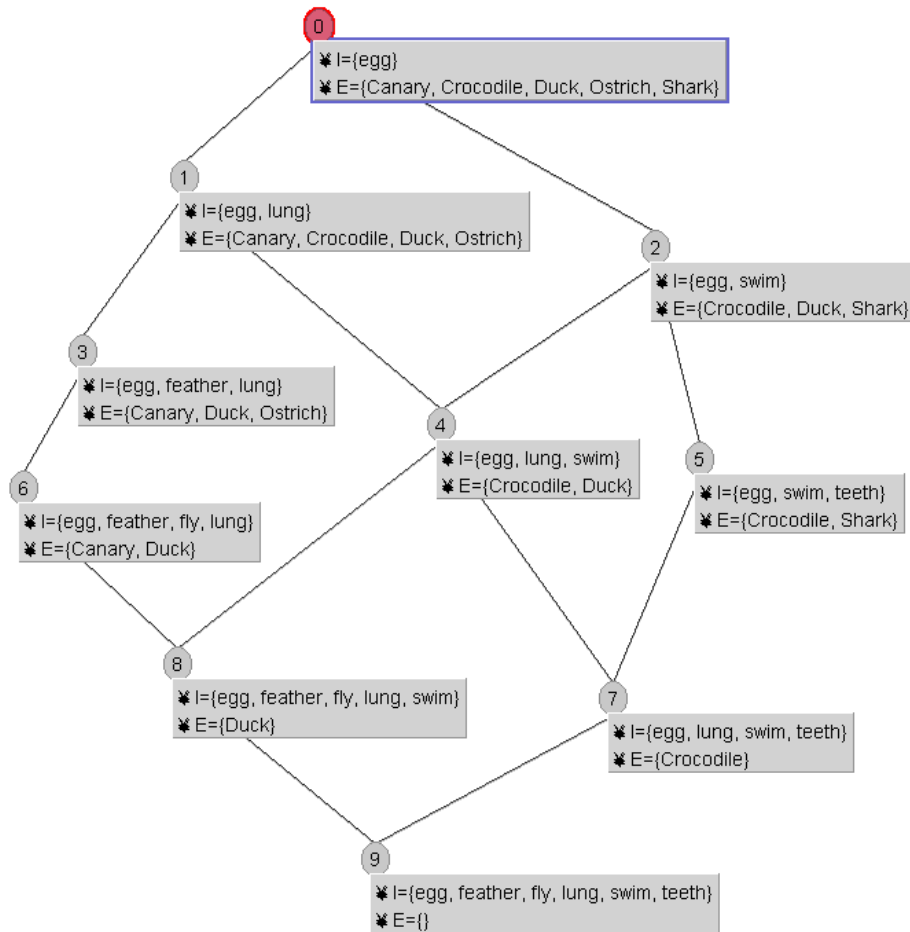 0
I={egg}
E={Canary, Crocodile, Duck, Ostrich, Shark}
1
I={egg, lung}
E={Canary, Crocodile, Duck, Ostrich}
2
I={egg, swim}
E={Crocodile, Duck, Shark}
3
I={egg, feather, lung}
E={Canary, Duck, Ostrich}
4
I={egg, lung, swim}
E={Crocodile, Duck}
5
I={egg, swim, teeth}
E={Crocodile, Shark}
6
I={egg, feather, fly, lung}
E={Canary, Duck}
8
I={egg, feather, fly, lung, swim}
E={Duck}
7
I={egg, lung, swim, teeth}
E={Crocodile}
9
I={egg, feather, fly, lung, swim, teeth}
E={}